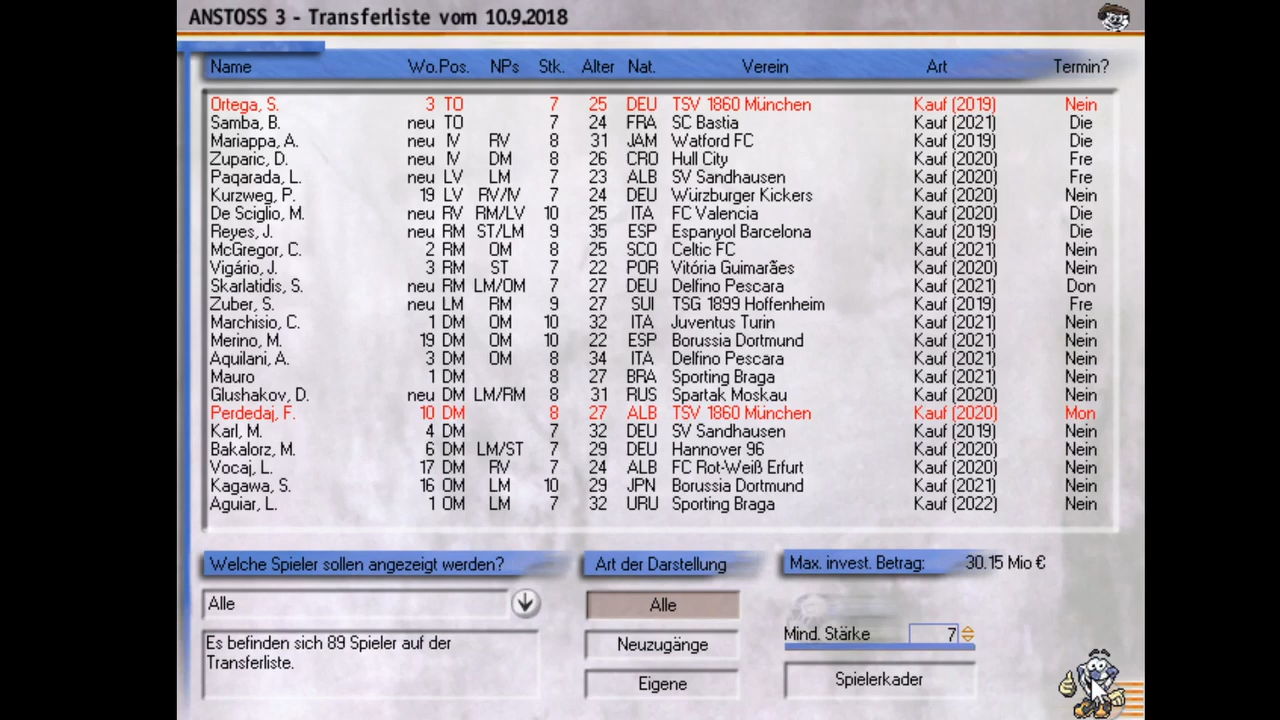 ANSTOSS 3 - Transferliste vom 10.9.2018
Name Wo. Pos. NPs Stk. Alter Nat. Verein Art Termin?
Ortega, S. 3 TO 7 25 DEU TSV 1860 München Kauf (2019) Nein
Samba, B. neu TO 7 24 FRA SC Bastia Kauf (2021) Die
Mariappa, A. neu IV RV 8 31 JAM Watford FC Kauf (2019) Die
Zuparic, D. neu IV DM 8 26 CRO Hull City Kauf (2020) Fre
Paqarada, L. neu LV LM 7 23 ALB SV Sandhausen Kauf (2020) Fre
Kurzweg, P. 19 LV RV/IV 7 24 DEU Würzburger Kickers Kauf (2020) Nein
De Sciglio, M. neu RV RM/LV 10 25 ITA FC Valencia Kauf (2020) Die
Reyes, J. neu RM ST/LM 9 35 ESP Espanyol Barcelona Kauf (2020) Die
McGregor, C. 2 RM OM 8 25 SCO Celtic FC Kauf (2021) Nein
Vigário, J. 3 RM ST 7 22 POR Vitória Guimarães Kauf (2020) Nein
Skarlatidis, S. neu RM LM/OM 7 27 DEU Delfino Pescara Kauf (2021) Don
Zuber, S. neu LM RM 9 27 SUI TSG 1899 Hoffenheim Kauf (2019) Fre
Marchisio, C. 1 DM OM 10 32 ITA Juventus Turin Kauf (2021) Nein
Merino, M. 19 DM OM 10 22 ESP Borussia Dortmund Kauf (2021) Nein
Aquilani, A. 3 DM OM 8 34 ITA Delfino Pescara Kauf (2021) Nein
Mauro 1 DM 8 27 BRA Sporting Braga Kauf (2021) Nein
Glushakov, D. neu DM LM/RM 8 31 RUS Spartak Moskau Kauf (2021) Nein
Perdedaj, F. 10 DM 8 27 ALB TSV 1860 München Kauf (2020) Mon
Karl, M. 4 DM 7 32 DEU SV Sandhausen Kauf (2019) Nein
Bakalorz, M. 6 DM LM/ST 7 29 DEU Hannover 96 Kauf (2020) Nein
Vocaj, L. 17 DM RV 7 24 ALB FC Rot-Weiß Erfurt Kauf (2020) Nein
Kagawa, S. 16 OM LM 10 29 JPN Borussia Dortmund Kauf (2020) Nein
Aguiar, L. 1 OM LM 7 32 URU Sporting Braga Kauf (2022) Nein
Welche Spieler sollen angezeigt werden? Art der Darstellung Max. invest. Betrag: 30.15 Mio €
Alle Alle
Mind. Stärke 7
Es befinden sich 89 Spieler auf der Neuzugänge
Transferliste.
Eigene Spielerkader